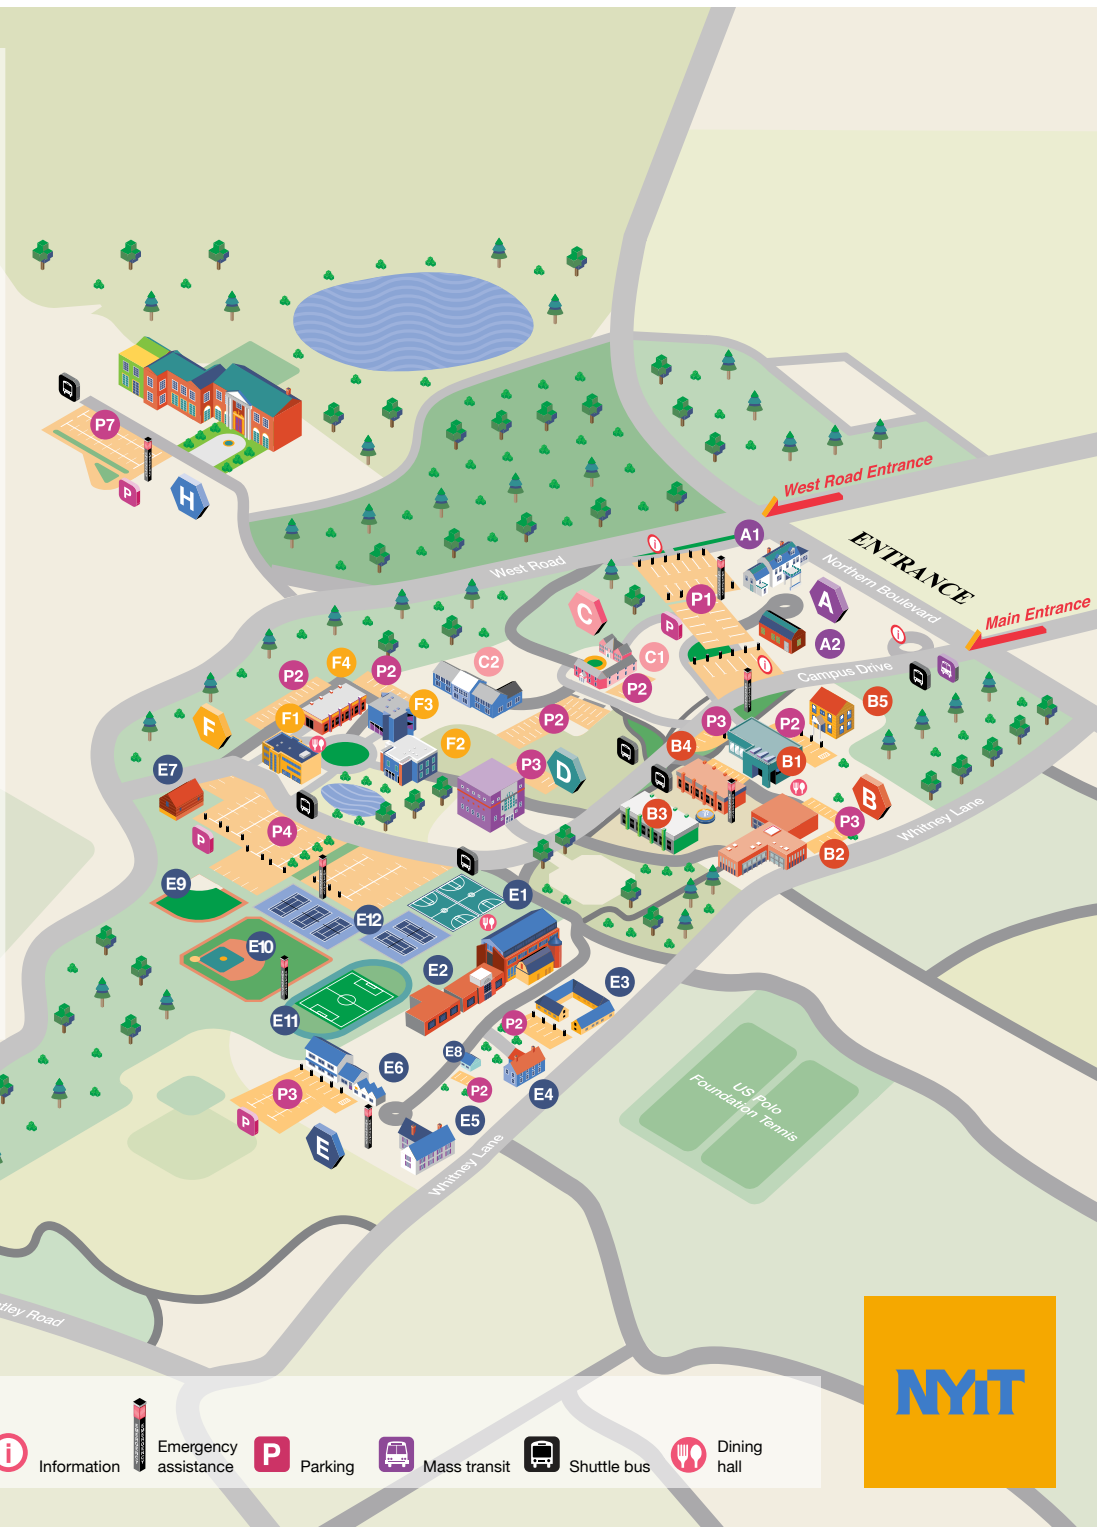 West Road Entrance
P7
P
H
A1
ENTRANCE
West Road
Northern Boulevard
P1
A
Main Entrance
C
P
A2
C1
Campus Drive
F4
C2
P2
P2
P2
F3
B5
F1
P2
P3
P2
F
F2
B4
B1
P3
D
E7
B
B3
P3
Whitney Lane
P4
P
B2
E9
E1
E12
E10
E2
E3
E11
P2
E8
E6
P3
P2
E4
P
E5
E
US Polo
Foundation Tennis
Whitney Lane
tley Road
NYiT
i Information
Emergency
assistance
P Parking
Mass transit
Shuttle bus
Dining
hall